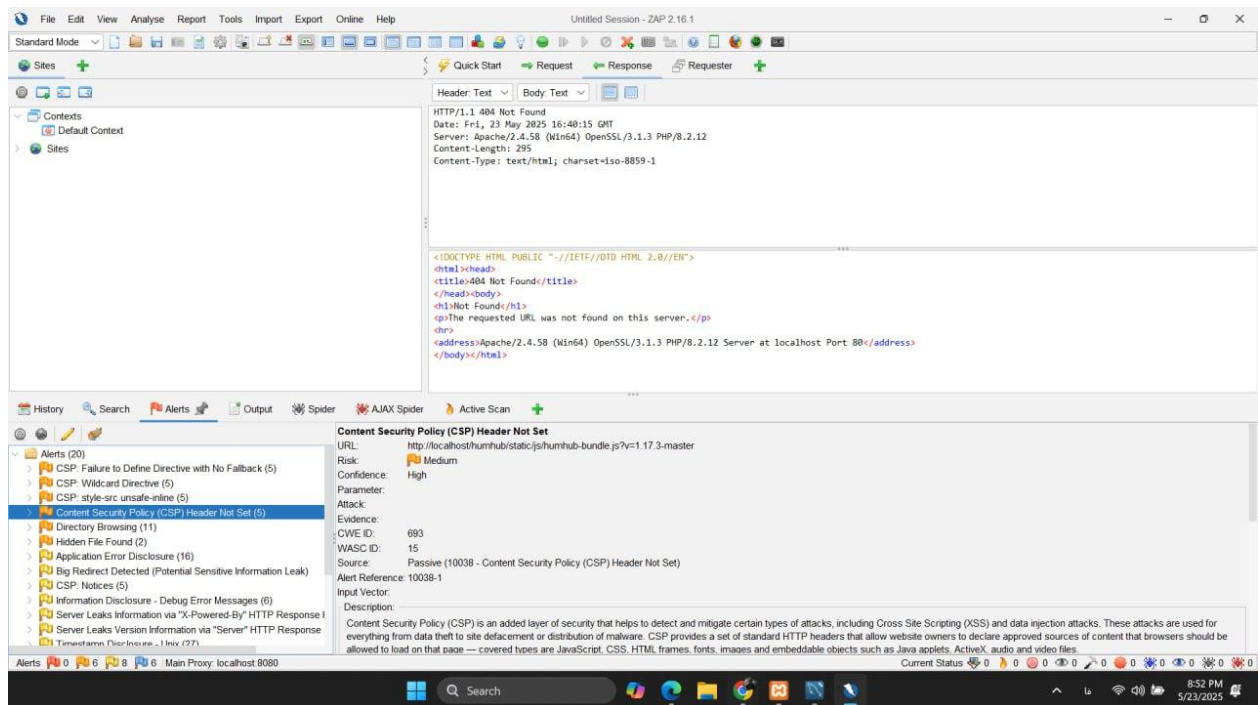 File Edit View Analyse Report Tools Import Export Online Help
Untitled Session - ZAP 2.16.1
Standard Mode
Sites
Quick Start Request Response Requester
Header: Text Body: Text
Contexts
Default Context
Sites
HTTP/1.1 404 Not Found
Date: Fri, 23 May 2025 16:40:15 GMT
Server: Apache/2.4.58 (Win64) OpenSSL/3.1.3 PHP/8.2.12
Content-Length: 295
Content-Type: text/html; charset=iso-8859-1
<!DOCTYPE HTML PUBLIC "-//IETF//DTD HTML 2.0//EN">
<html><head>
<title>404 Not Found</title>
</head><body>
<h1>Not Found</h1>
<p>The requested URL was not found on this server.</p>
<hr>
<address>Apache/2.4.58 (Win64) OpenSSL/3.1.3 PHP/8.2.12 Server at localhost Port 80</address>
</body></html>
History Search Alerts Output Spider AJAX Spider Active Scan
Alerts (20)
CSP: Failure to Define Directive with No Fallback (5)
CSP: Wildcard Directive (5)
CSP: style-src unsafe-inline (5)
Content Security Policy (CSP) Header Not Set (5)
Directory Browsing (11)
Hidden File Found (2)
Application Error Disclosure (16)
Big Redirect Detected (Potential Sensitive Information Leak)
CSP: Notices (5)
Information Disclosure - Debug Error Messages (6)
Server Leaks Information via "X-Powered-By" HTTP Response
Server Leaks Version Information via "Server" HTTP Response
Timestamp Disclosure - Unix (27)
Content Security Policy (CSP) Header Not Set
URL: http://localhost/humhub/static/js/humhub-bundle.js?v=1.17.3-master
Risk: Medium
Confidence: High
Parameter:
Attack:
Evidence:
CWE ID: 693
WASC ID: 15
Source: Passive (10038 - Content Security Policy (CSP) Header Not Set)
Alert Reference: 10038-1
Input Vector:
Description:
Content Security Policy (CSP) is an added layer of security that helps to detect and mitigate certain types of attacks, including Cross Site Scripting (XSS) and data injection attacks. These attacks are used for
everything from data theft to site defacement or distribution of malware. CSP provides a set of standard HTTP headers that allow website owners to declare approved sources of content that browsers should be
allowed to load on that page — covered types are JavaScript, CSS, HTML frames, fonts, images and embeddable objects such as Java applets, ActiveX, audio and video files.
Alerts 0 6 8 6 Main Proxy: localhost:8080
Current Status 0 0 0 0 0 0 0 0 0 0
Search
فا
8:52 PM
5/23/2025